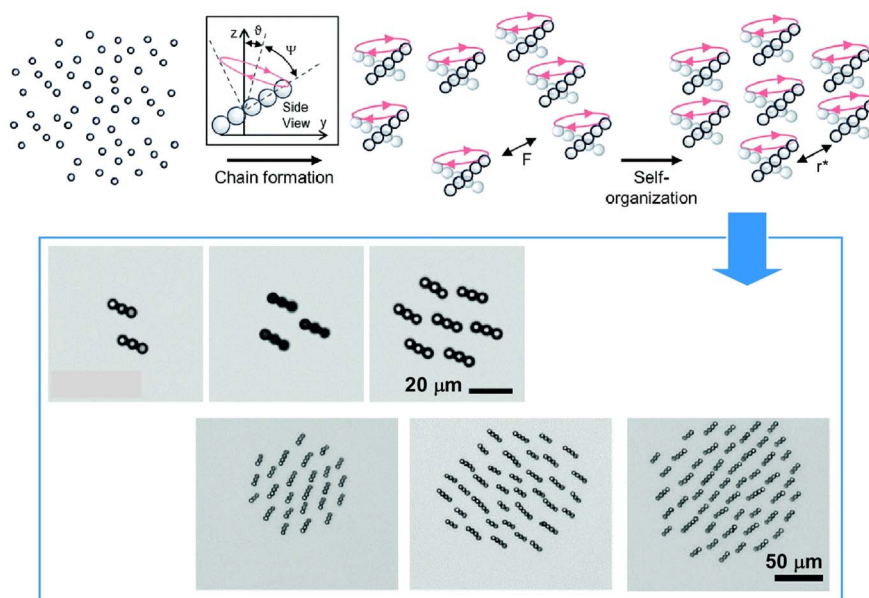 z
ϑ
Ψ
Side
View
y
Chain formation
F
Self-
organization
r*
20 μm
50 μm